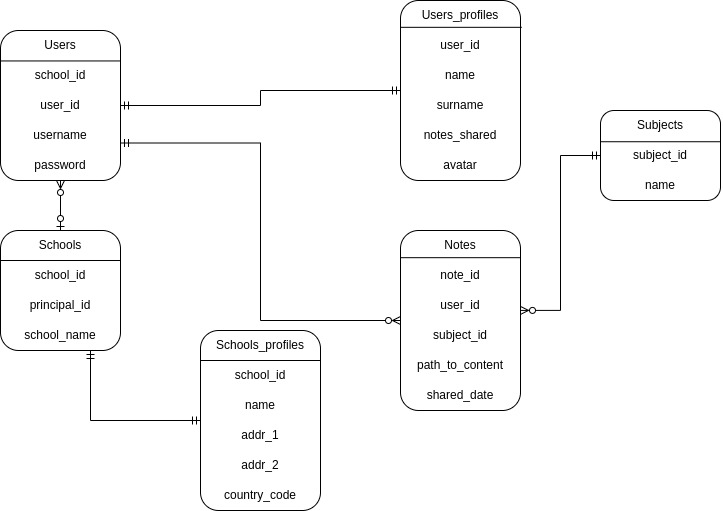 Users
school_id
user_id
username
password
Users_profiles
user_id
name
surname
notes_shared
avatar
Subjects
subject_id
name
Schools
school_id
principal_id
school_name
Notes
note_id
user_id
subject_id
path_to_content
shared_date
Schools_profiles
school_id
name
addr_1
addr_2
country_code